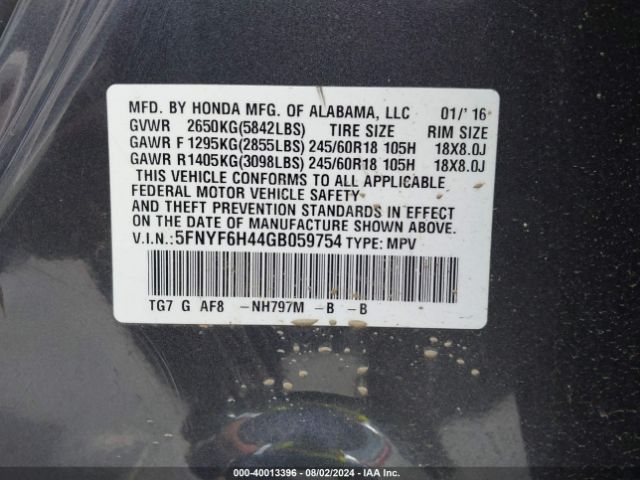 MFD. BY HONDA MFG. OF ALABAMA, LLC 01/'16
GVWR 2650KG(5842LBS) TIRE SIZE RIM SIZE
GAWR F 1295KG(2855LBS) 245/60R18 105H 18X8.0J
GAWR R1405KG(3098LBS) 245/60R18 105H 18X8.0J
THIS VEHICLE CONFORMS TO ALL APPLICABLE
FEDERAL MOTOR VEHICLE SAFETY
AND THEFT PREVENTION STANDARDS IN EFFECT
ON THE DATE OF MANUFACTURE SHOWN ABOVE.
V.I.N.:5FNYF6H44GB059754 TYPE: MPV
TG7 G AF8 -NH797M -B -B
000-40013396 - 08/02/2024 - IAA Inc.